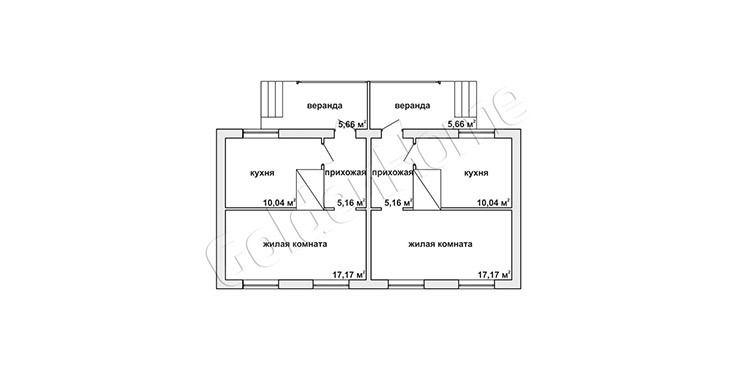 веранда
5,66 м²
веранда
5,66 м²
кухня
10,04 м²
прихожая
5,16 м²
прихожая
5,16 м²
кухня
10,04 м²
жилая комната
17,17 м²
жилая комната
17,17 м²
GoldenHome